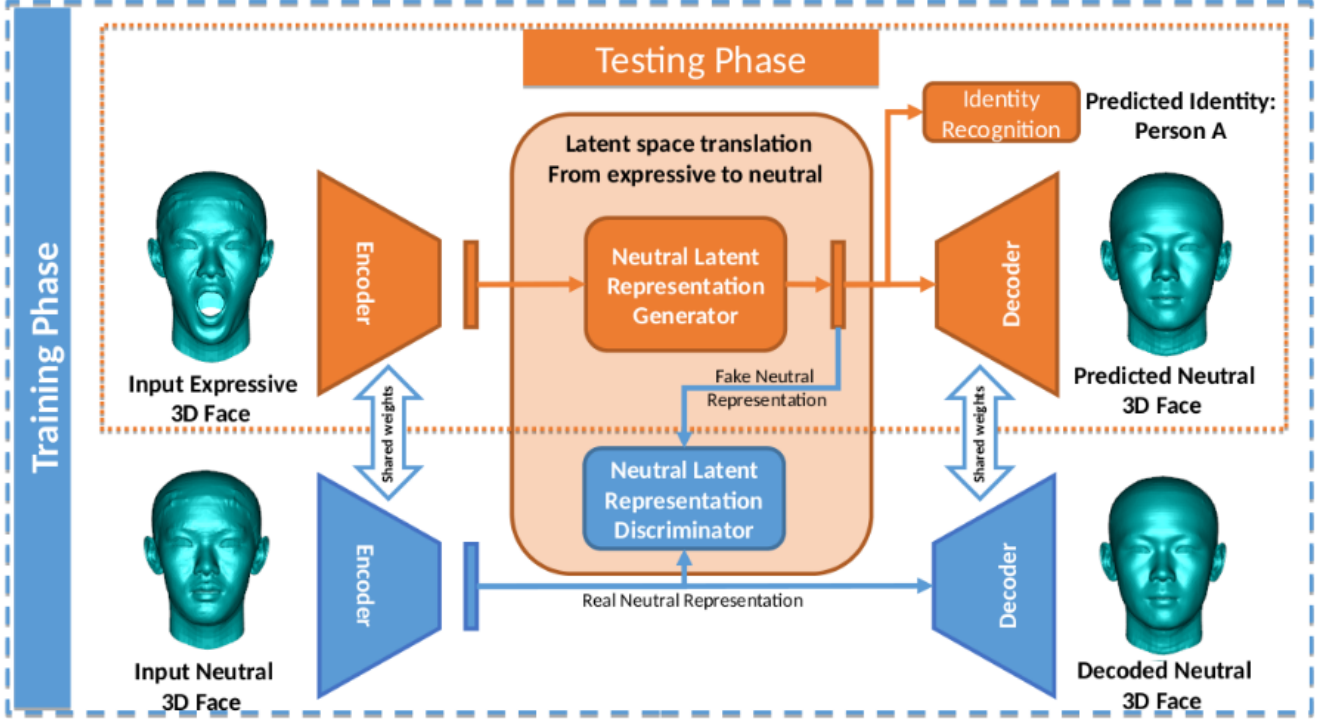 Training Phase
Testing Phase
Identity
Recognition
Predicted Identity:
Person A
Latent space translation
From expressive to neutral
Encoder
Neutral Latent
Representation
Generator
Decoder
Input Expressive
3D Face
Fake Neutral
Representation
Predicted Neutral
3D Face
Shared weights
Shared weights
Neutral Latent
Representation
Discriminator
Encoder
Decoder
Real Neutral Representation
Input Neutral
3D Face
Decoded Neutral
3D Face